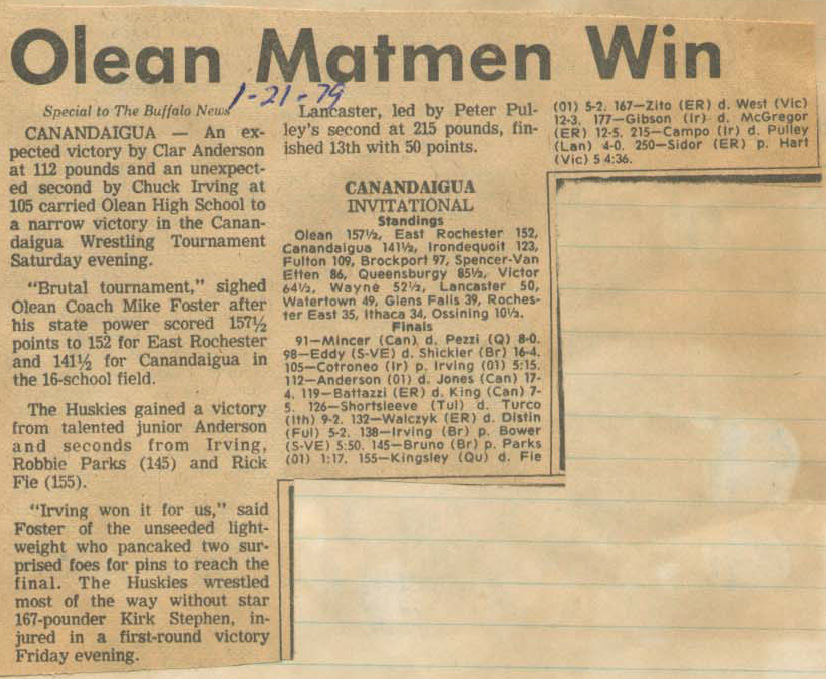 Olean Matmen Win
1-21-79
Special to The Buffalo News
CANANDAIGUA — An ex-
pected victory by Clar Anderson
at 112 pounds and an unexpect-
ed second by Chuck Irving at
105 carried Olean High School to
a narrow victory in the Canan-
daigua Wrestling Tournament
Saturday evening.
"Brutal tournament," sighed
Olean Coach Mike Foster after
his state power scored 157½
points to 152 for East Rochester
and 141½ for Canandaigua in
the 16-school field.
The Huskies gained a victory
from talented junior Anderson
and seconds from Irving,
Robbie Parks (145) and Rick
Fie (155).
"Irving won it for us," said
Foster of the unseeded light-
weight who pancaked two sur-
prised foes for pins to reach the
final. The Huskies wrestled
most of the way without star
167-pounder Kirk Stephen, in-
jured in a first-round victory
Friday evening.
Lancaster, led by Peter Pul-
ley's second at 215 pounds, fin-
ished 13th with 50 points.
CANANDAIGUA
INVITATIONAL
Standings
Olean 157½, East Rochester 152,
Canandaigua 141½, Irondequoit 123,
Fulton 109, Brockport 97, Spencer-Van
Etten 86, Queensburgy 85½, Victor
64½, Wayne 52½, Lancaster 50,
Watertown 49, Glens Falls 39, Roches-
ter East 35, Ithaca 34, Ossining 10½.
Finals
91—Mincer (Can) d. Pezzi (Q) 8-0.
98—Eddy (S-VE) d. Shickler (Br) 16-4.
105—Cotroneo (Ir) p. Irving (01) 5:15.
112—Anderson (01) d. Jones (Can) 17-
4. 119—Battazzi (ER) d. King (Can) 7-
5. 126—Shortsleeve (Tul) d. Turco
(Ith) 9-2. 132—Walczyk (ER) d. Distin
(Ful) 5-2. 138—Irving (Br) p. Bower
(S-VE) 5:50. 145—Bruno (Br) p. Parks
(01) 1:17. 155—Kingsley (Qu) d. Fie
(01) 5-2. 167—Zito (ER) d. West (Vic)
12-3. 177—Gibson (Ir) d. McGregor
(ER) 12-5. 215—Campo (Ir) d. Pulley
(Lan) 4-0. 250—Sidor (ER) p. Hart
(Vic) 5 4:36.